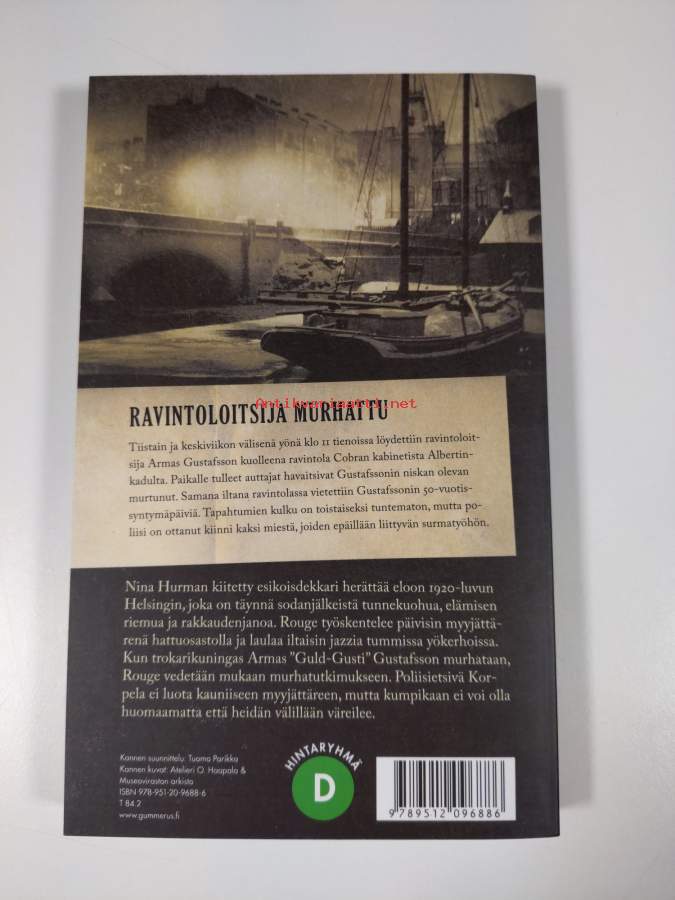 RAVINTOLOITSIJA MURHATTU
Antikvariaatti.net
Tiistain ja keskiviikon välisenä yönä klo 11 tienoissa löydettiin ravintoloit-
sija Armas Gustafsson kuolleena ravintola Cobran kabinetista Albertin-
kadulta. Paikalle tulleet auttajat havaitsivat Gustafssonin niskan olevan
murtunut. Samana iltana ravintolassa vietettiin Gustafssonin 50-vuotis-
syntymäpäiviä. Tapahtumien kulku on toistaiseksi tuntematon, mutta po-
liisi on ottanut kiinni kaksi miestä, joiden epäillään liittyvän surmatyöhön.
Nina Hurman kiitetty esikoisdekkari herättää eloon 1920-luvun
Helsingin, joka on täynnä sodanjälkeistä tunnekuohua, elämisen
riemua ja rakkaudenjanoa. Rouge työskentelee päivisin myyjättä-
renä hattuosastolla ja laulaa iltaisin jazzia tummissa yökerhoissa.
Kun trokarikuningas Armas ”Guld-Gusti” Gustafsson murhataan,
Rouge vedetään mukaan murhatutkimukseen. Poliisietsivä Kor-
pela ei luota kauniiseen myyjättäreen, mutta kumpikaan ei voi olla
huomaamatta että heidän välillään väreilee.
Kannen suunnittelu: Tuomo Parikka
Kannen kuvat: Atelieri O. Haapala &
Museoviraston arkisto
ISBN 978-951-20-9688-6
T 84.2
www.gummerus.fi
HINTARYHMÄ
D
9 789512 096886